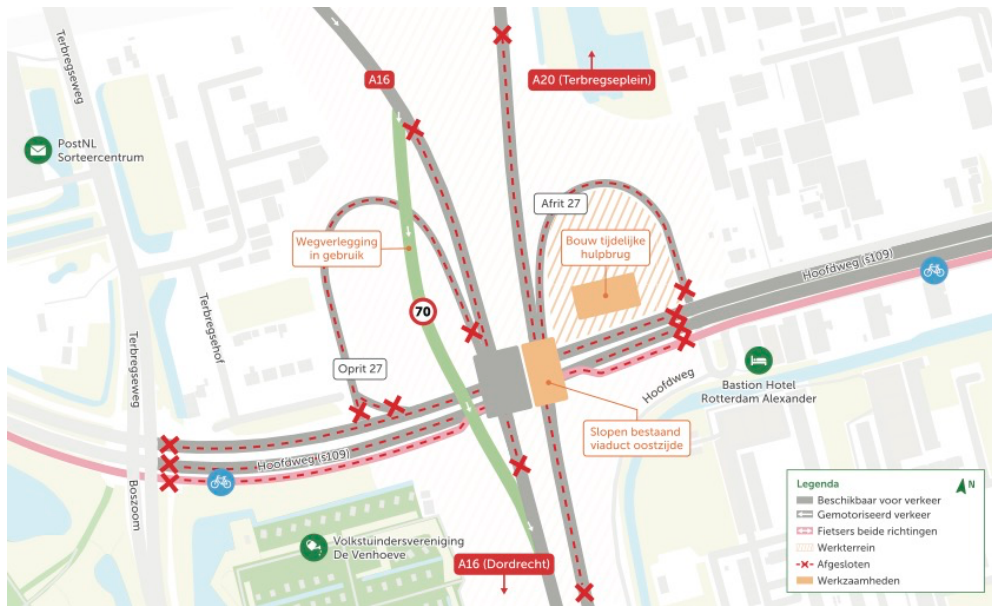 Terbregseweg
A16
A20 (Terbregseplein)
PostNL
Sorteercentrum
Afrit 27
Wegverlegging
in gebruik
Bouw tijdelijke
hulpbrug
Hoofdweg (s109)
Terbregsehof
70
Terbregseweg
Oprit 27
Hoofdweg
Bastion Hotel
Rotterdam Alexander
Slopen bestaand
viaduct oostzijde
Hoofdweg (s109)
Boszoom
Volkstuindersvereniging
De Venhoeve
A16 (Dordrecht)
Legenda
N
Beschikbaar voor verkeer
Gemotoriseerd verkeer
Fietsers beide richtingen
Werkterrein
Afgesloten
Werkzaamheden